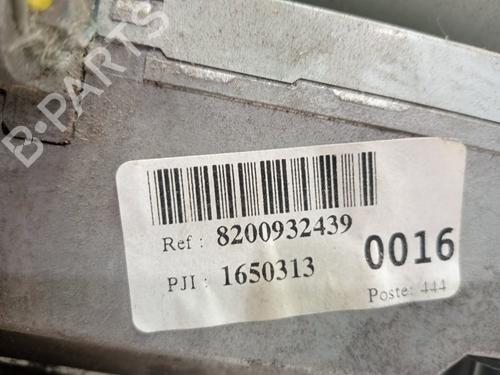 B-PARTS
Ref : 8200932439
0016
PJI : 1650313
Poste: 444